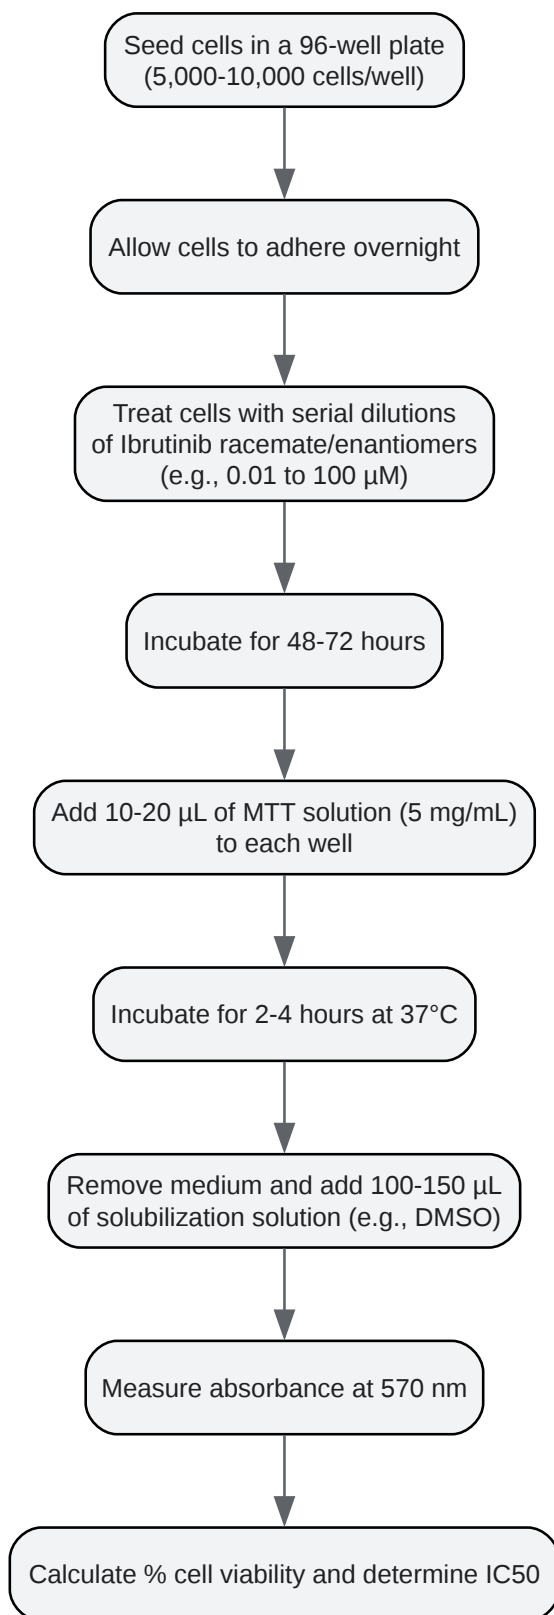 Seed cells in a 96-well plate
(5,000-10,000 cells/well)
Allow cells to adhere overnight
Treat cells with serial dilutions
of Ibrutinib racemate/enantiomers
(e.g., 0.01 to 100 µM)
Incubate for 48-72 hours
Add 10-20 µL of MTT solution (5 mg/mL)
to each well
Incubate for 2-4 hours at 37°C
Remove medium and add 100-150 µL
of solubilization solution (e.g., DMSO)
Measure absorbance at 570 nm
Calculate % cell viability and determine IC50